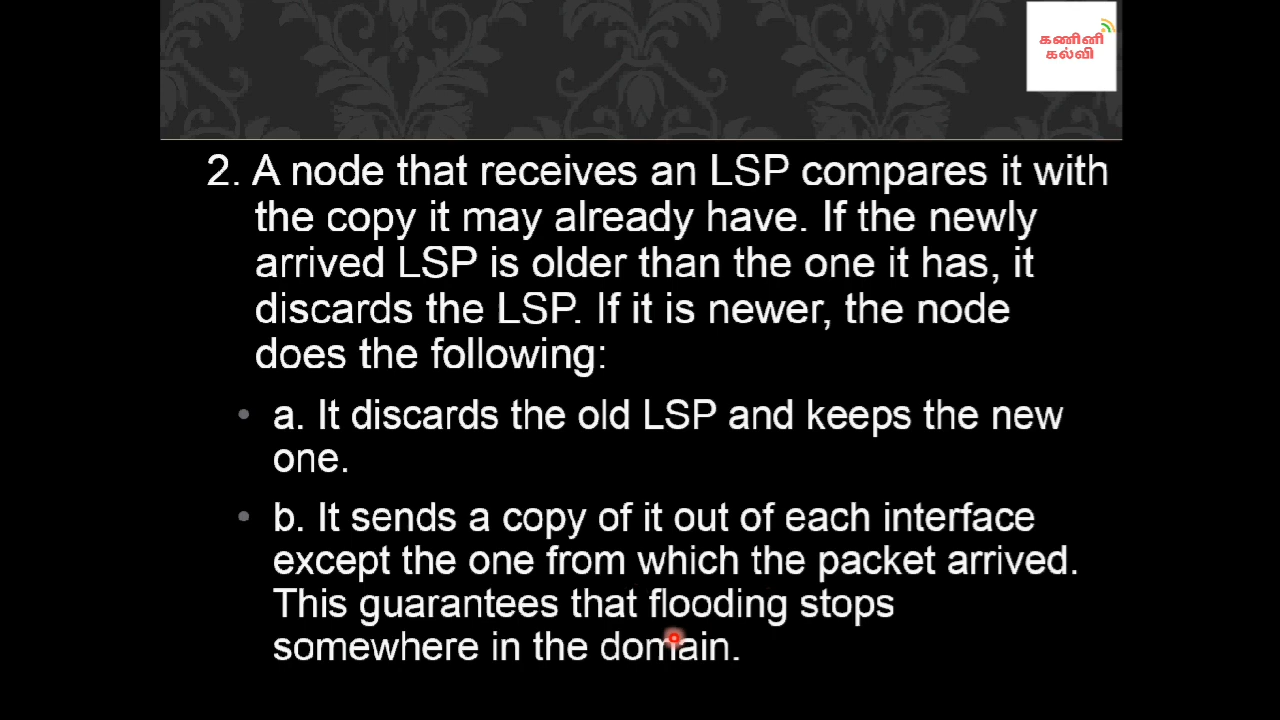 கணினி
கல்வி
2. A node that receives an LSP compares it with
the copy it may already have. If the newly
arrived LSP is older than the one it has, it
discards the LSP. If it is newer, the node
does the following:
• a. It discards the old LSP and keeps the new
one.
• b. It sends a copy of it out of each interface
except the one from which the packet arrived.
This guarantees that flooding stops
somewhere in the domain.